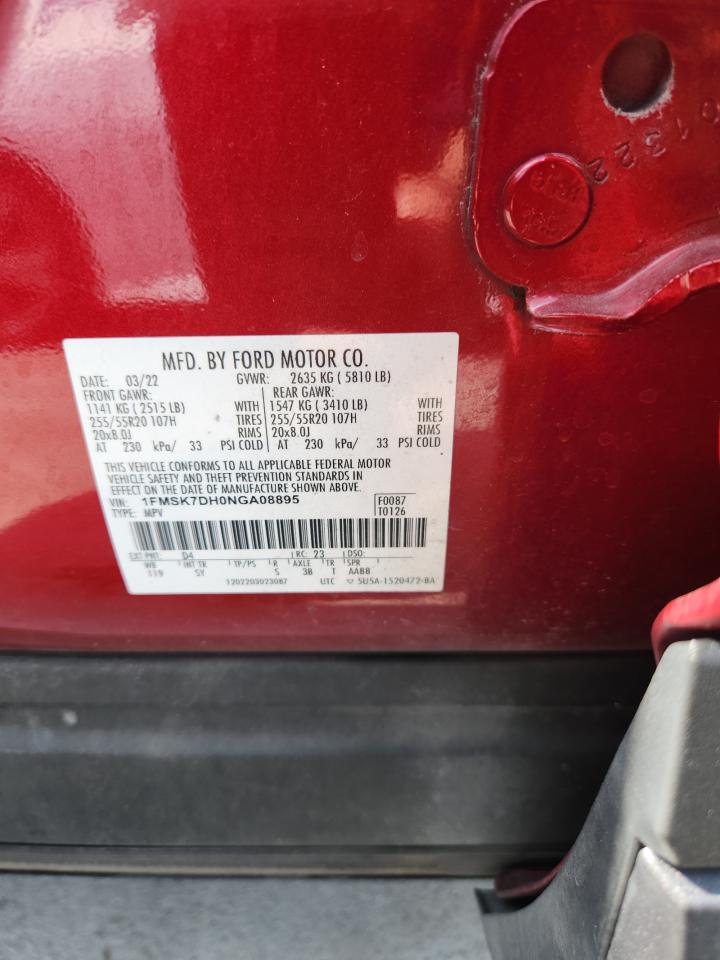 01322
MFD. BY FORD MOTOR CO.
DATE: 03/22 GVWR: 2635 KG ( 5810 LB)
FRONT GAWR: REAR GAWR:
1141 KG ( 2515 LB) WITH 1547 KG ( 3410 LB) WITH
255/55R20 107H TIRES 255/55R20 107H TIRES
20x8.0J RIMS 20x8.0J RIMS
AT 230 kPa/ 33 PSI COLD AT 230 kPa/ 33 PSI COLD
THIS VEHICLE CONFORMS TO ALL APPLICABLE FEDERAL MOTOR
VEHICLE SAFETY AND THEFT PREVENTION STANDARDS IN
EFFECT ON THE DATE OF MANUFACTURE SHOWN ABOVE.
VIN: 1FMSK7DH0NGA08895 F0087
TYPE: MPV T0126
EXT PNT: D4 RC: 23 DSO:
WB INT TR TP/PS R AXLE TR SPR
119 SY S 3B T AABB
1202203023087 UTC 5U5A-1520472-BA